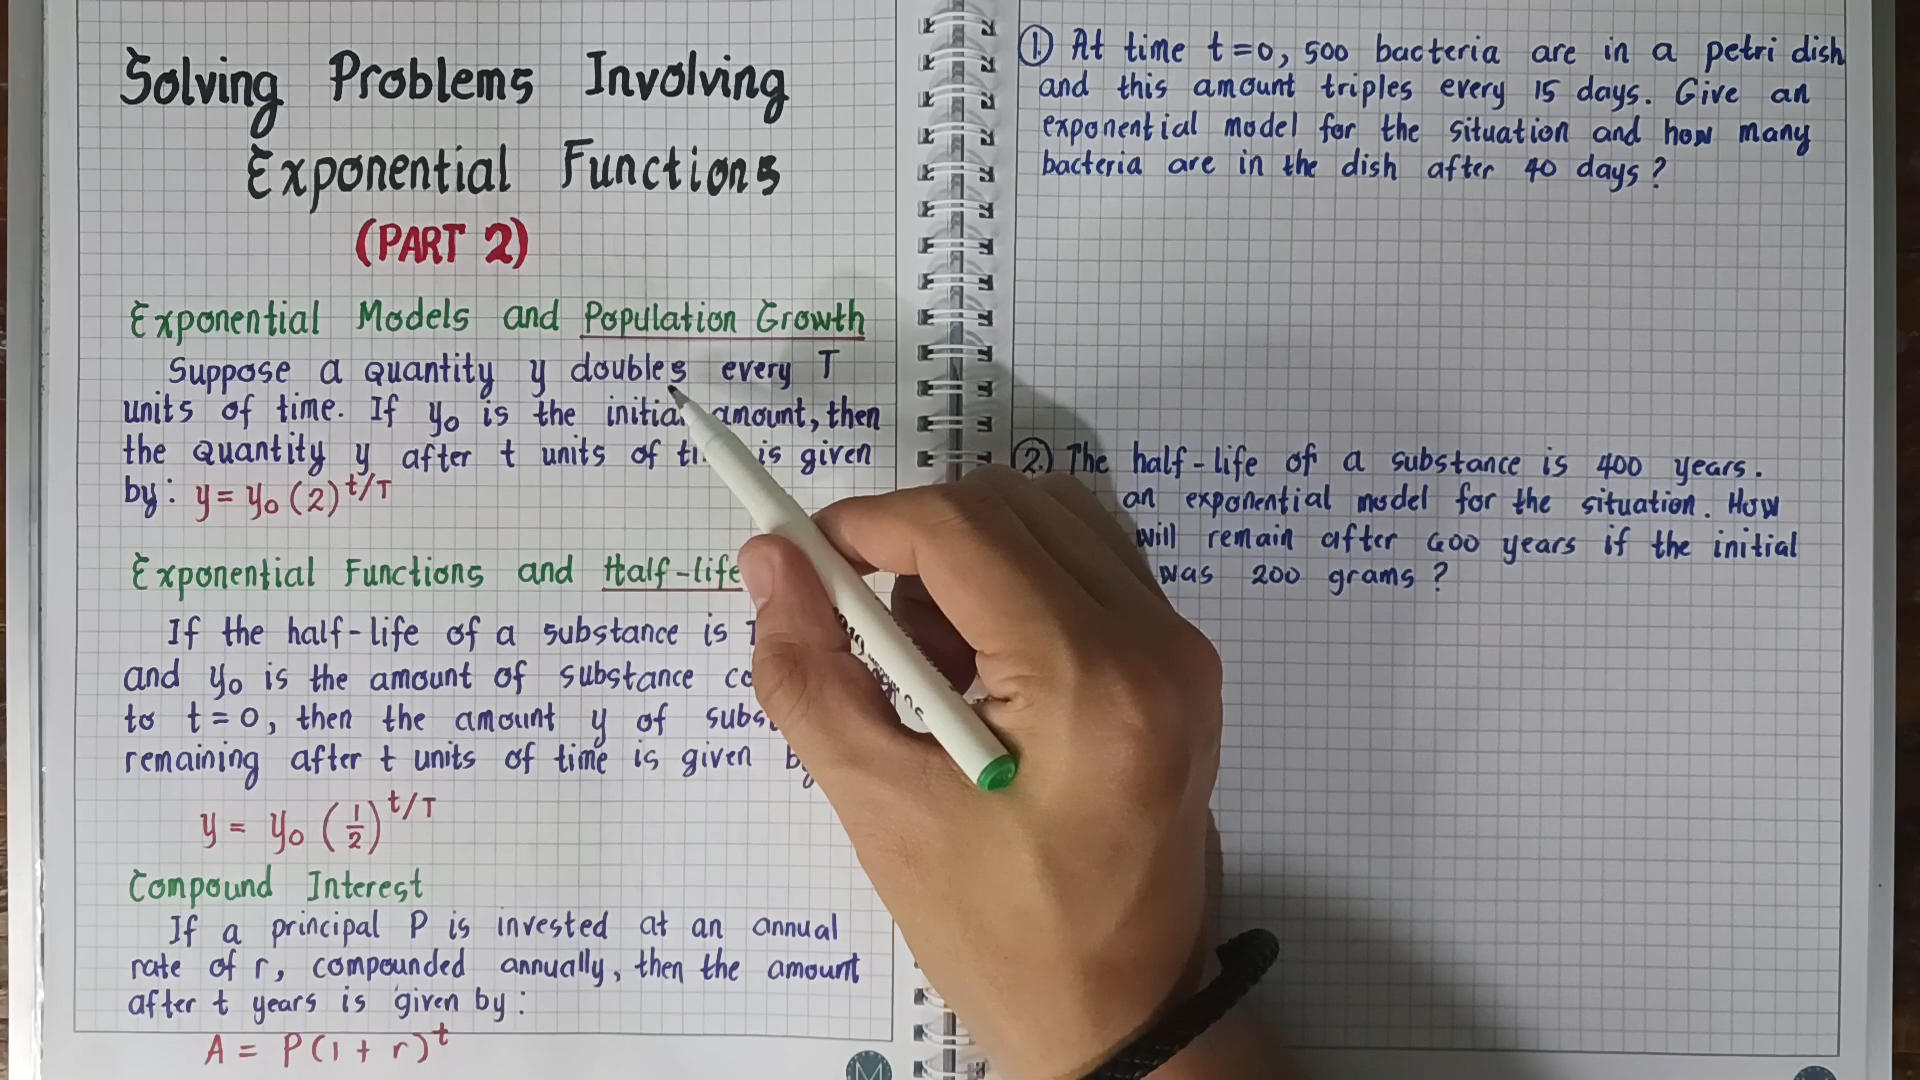 Solving Problems Involving
Exponential Functions
(PART 2)
Exponential Models and Population Growth
Suppose a quantity y doubles every T
units of time. If y₀ is the initial amount, then
the quantity y after t units of is given
by: y = y₀ (2)^t/T
Exponential Functions and Half-life
If the half-life of a substance is
and y₀ is the amount of substance
to t = 0, then the amount y of
remaining after t units of time is given
y = y₀ (1/2)^t/T
Compound Interest
If a principal P is invested at an annual
rate of r, compounded annually, then the amount
after t years is given by:
A = P(1 + r)^t
1. At time t = 0, 500 bacteria are in a petri dish
and this amount triples every 15 days. Give an
exponential model for the situation and how many
bacteria are in the dish after 40 days?
2. The half-life of a substance is 400 years.
an exponential model for the situation. How
will remain after 600 years if the initial
was 200 grams?